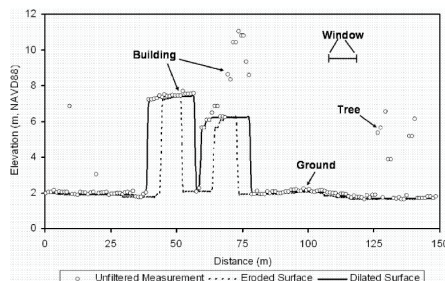 12
10
8
6
4
2
0
Elevation (m, NAVD88)
Building
Window
Tree
Ground
0 25 50 75 100 125 150
Distance (m)
Unfiltered Measurement Eroded Surface Dilated Surface